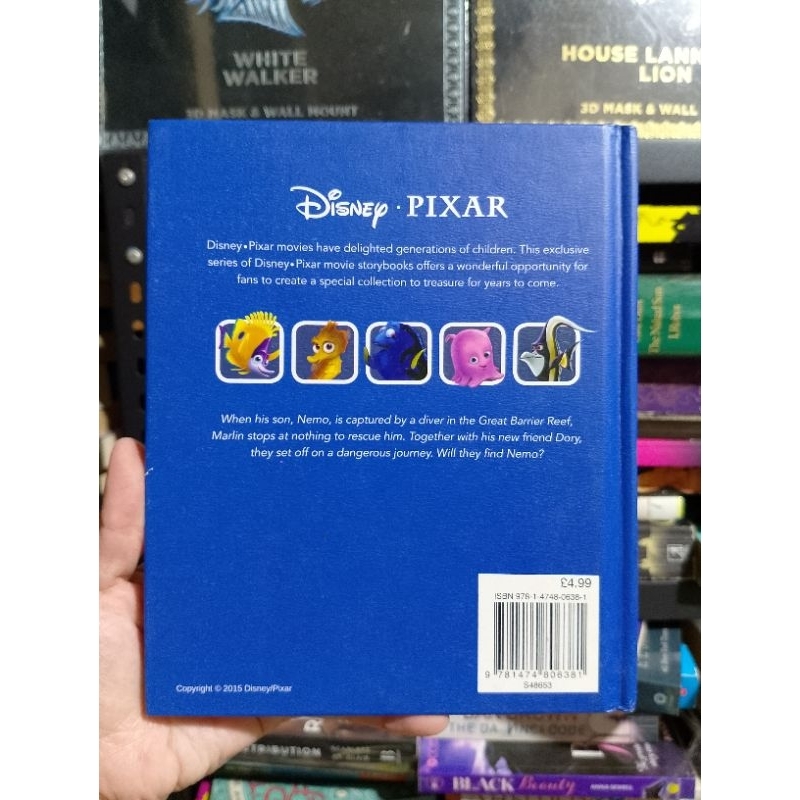 WHITE
WALKER
3D MASK & WALL MOUNT
HOUSE
LION
3D MASK & WALL
Disney · PIXAR
Disney•Pixar movies have delighted generations of children. This exclusive
series of Disney•Pixar movie storybooks offers a wonderful opportunity for
fans to create a special collection to treasure for years to come.
When his son, Nemo, is captured by a diver in the Great Barrier Reef,
Marlin stops at nothing to rescue him. Together with his new friend Dory,
they set off on a dangerous journey. Will they find Nemo?
£4.99
ISBN 978-1-4748-0638-1
9 781474 806381
S48653
Copyright © 2015 Disney/Pixar
BLACK Beauty
ANNA SEWELL